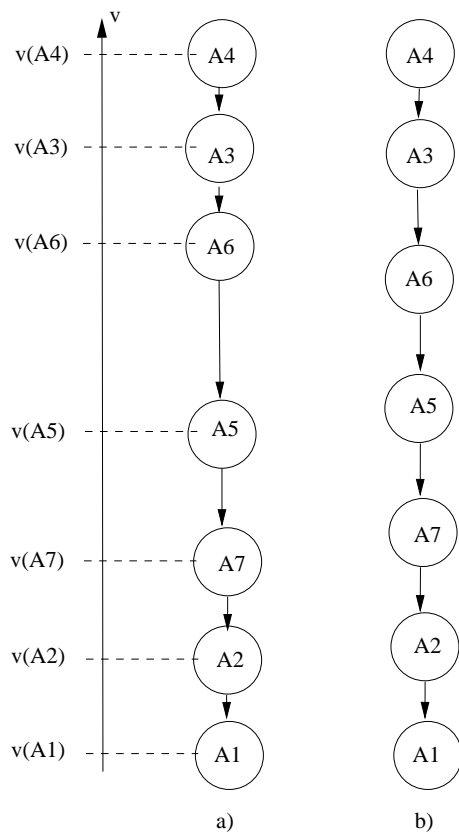 v
v(A4) A4 A4
v(A3) A3 A3
v(A6) A6 A6
v(A5) A5 A5
v(A7) A7 A7
v(A2) A2 A2
v(A1) A1 A1
a) b)